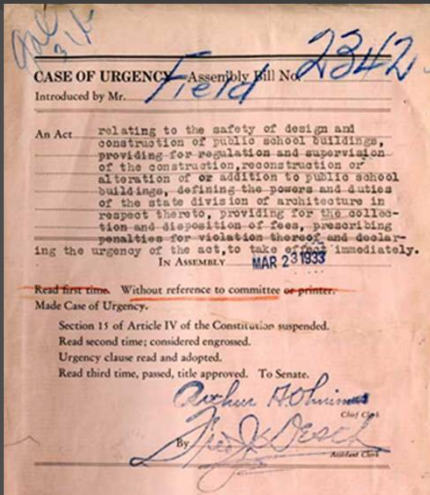 CASE OF URGENCY—Assembly Bill No. 2342
Introduced by Mr. Field
An Act relating to the safety of design and
construction of public school buildings,
providing for regulation and supervision
of the construction,reconstruction or
alteration of or addition to public school
buildings, defining the powers and duties
of the state division of architecture in
respect thereto, providing for the collec-
tion and disposition of fees, prescribing
penalties for violation thereof and declar-
ing the urgency of the act,to take effect immediately.
IN ASSEMBLY MAR 23 1933
Read first time. Without reference to committee or printer.
Made Case of Urgency.
Section 15 of Article IV of the Constitution suspended.
Read second time; considered engrossed.
Urgency clause read and adopted.
Read third time, passed, title approved. To Senate.
Arthur A. Ohnimus
Chief Clerk
By
Assistant Clerk